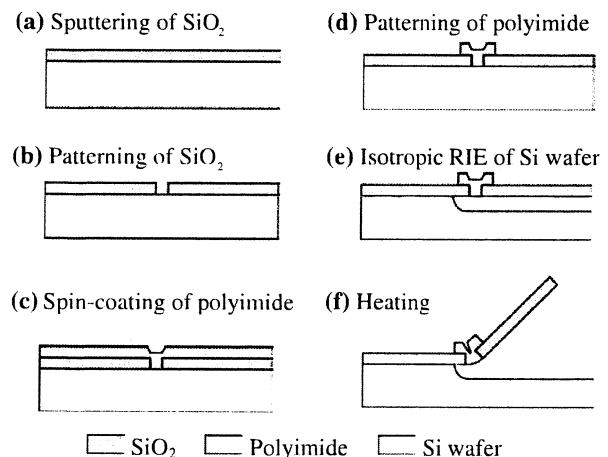 (a) Sputtering of SiO₂
(b) Patterning of SiO₂
(c) Spin-coating of polyimide
(d) Patterning of polyimide
(e) Isotropic RIE of Si wafer
(f) Heating
SiO₂ Polyimide Si wafer